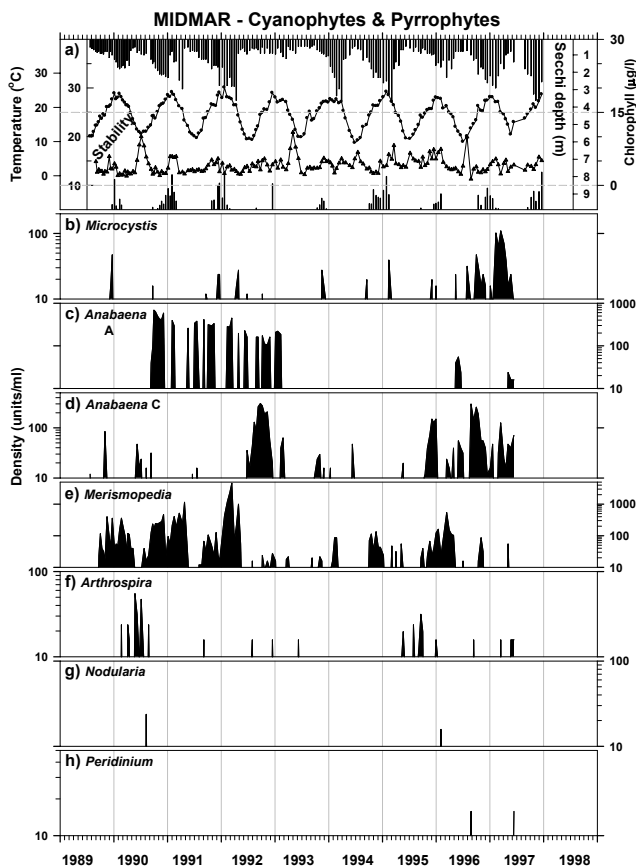 MIDMAR - Cyanophytes & Pyrrophytes
a)
Temperature (°C)
40
30
20
10
0
30
20
10
Stability
Secchi depth (m)
1
2
3
4
5
6
7
8
9
Chlorophyll (µg/l)
30
15
0
Density (units/ml)
b) Microcystis
100
10
c) Anabaena
A
1000
100
10
d) Anabaena C
100
10
e) Merismopedia
1000
100
10
f) Arthrospira
100
10
g) Nodularia
100
10
h) Peridinium
10
1989 1990 1991 1992 1993 1994 1995 1996 1997 1998